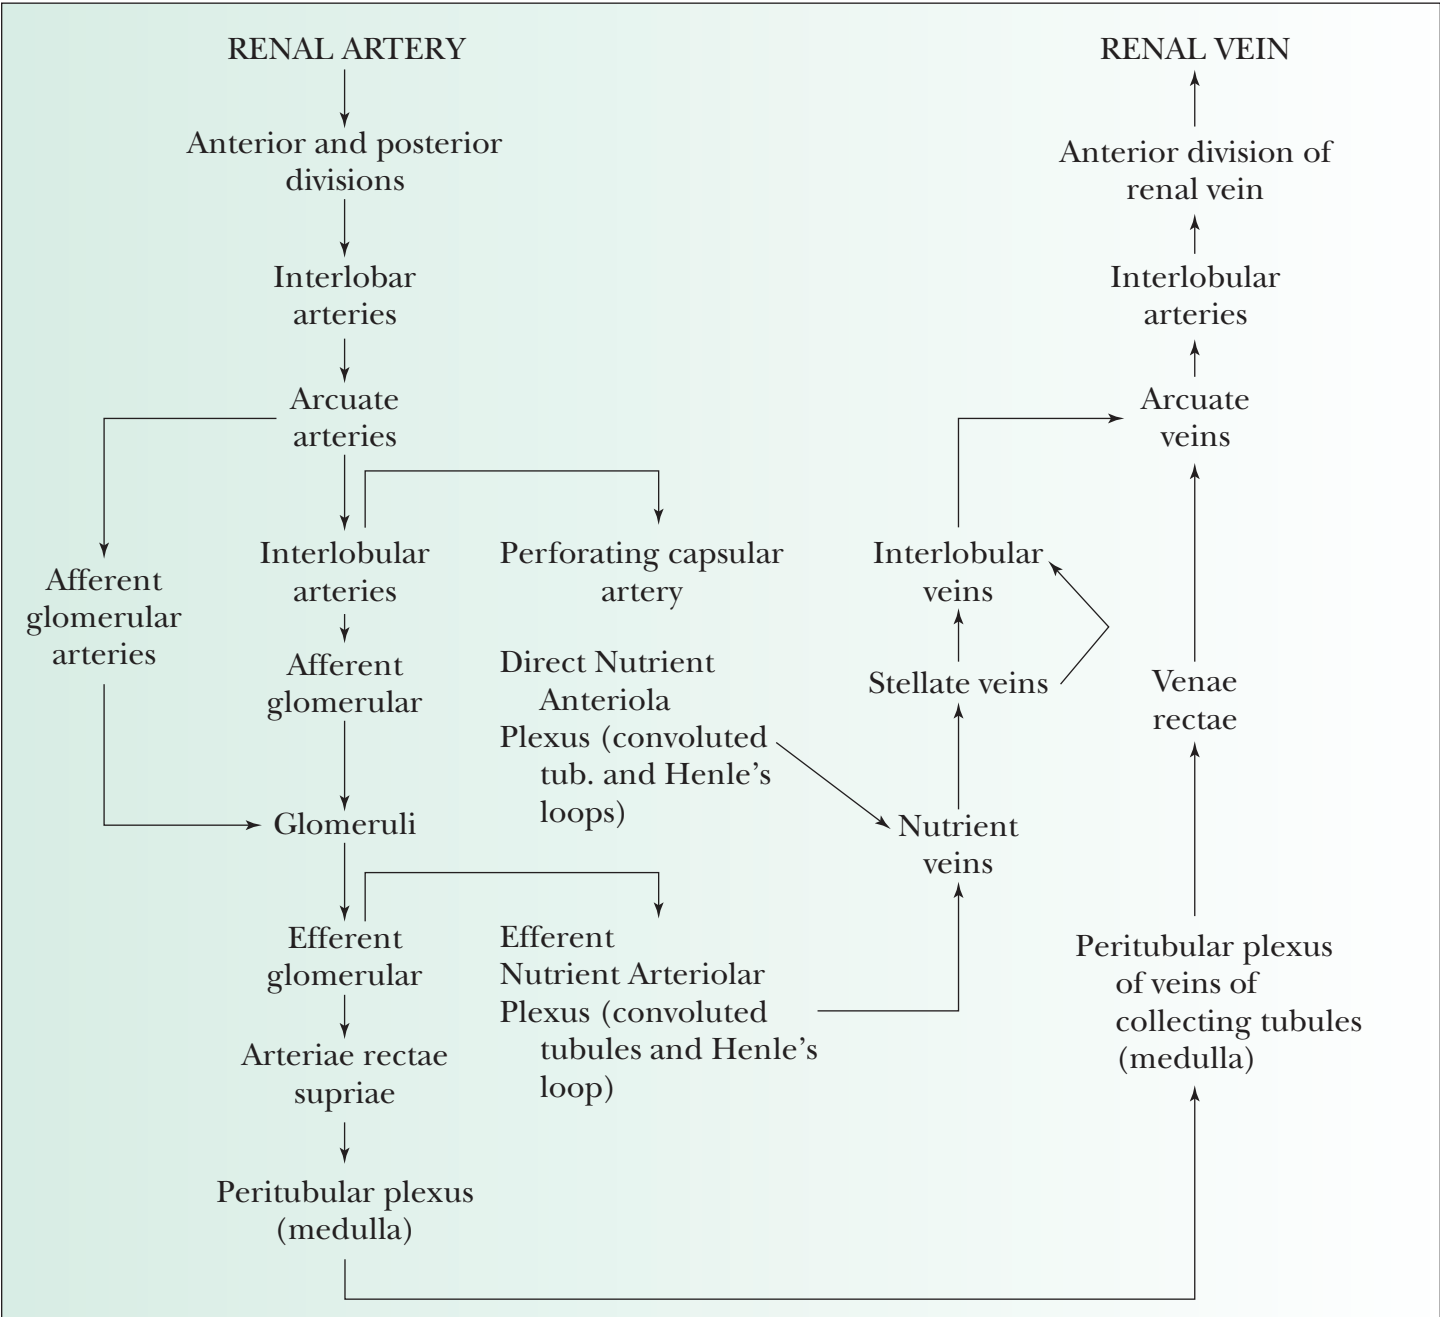 RENAL ARTERY
Anterior and posterior
divisions
Interlobar
arteries
Arcuate
arteries
Afferent
glomerular
arteries
Interlobular
arteries
Afferent
glomerular
Glomeruli
Efferent
glomerular
Arteriae rectae
supriae
Peritubular plexus
(medulla)
Perforating capsular
artery
Direct Nutrient
Anteriola
Plexus (convoluted
tub. and Henle’s
loops)
Efferent
Nutrient Arteriolar
Plexus (convoluted
tubules and Henle’s
loop)
Interlobular
veins
Stellate veins
Nutrient
veins
RENAL VEIN
Anterior division of
renal vein
Interlobular
arteries
Arcuate
veins
Venae
rectae
Peritubular plexus
of veins of
collecting tubules
(medulla)